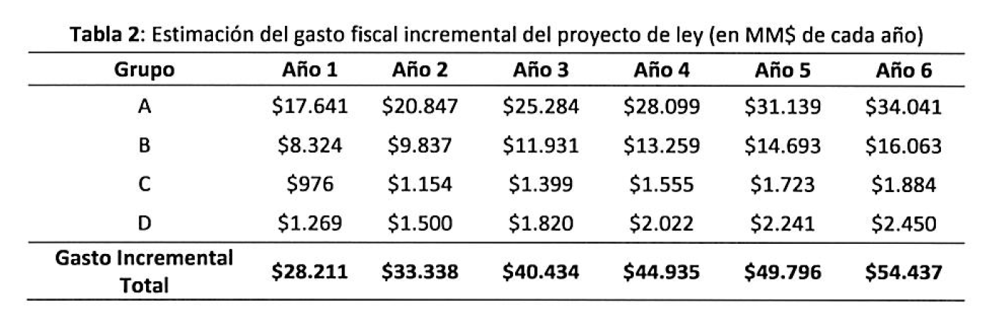 Tabla 2: Estimación del gasto fiscal incremental del proyecto de ley (en MM$ de cada año)
Grupo Año 1 Año 2 Año 3 Año 4 Año 5 Año 6
A $17.641 $20.847 $25.284 $28.099 $31.139 $34.041
B $8.324 $9.837 $11.931 $13.259 $14.693 $16.063
C $976 $1.154 $1.399 $1.555 $1.723 $1.884
D $1.269 $1.500 $1.820 $2.022 $2.241 $2.450
Gasto Incremental
Total $28.211 $33.338 $40.434 $44.935 $49.796 $54.437